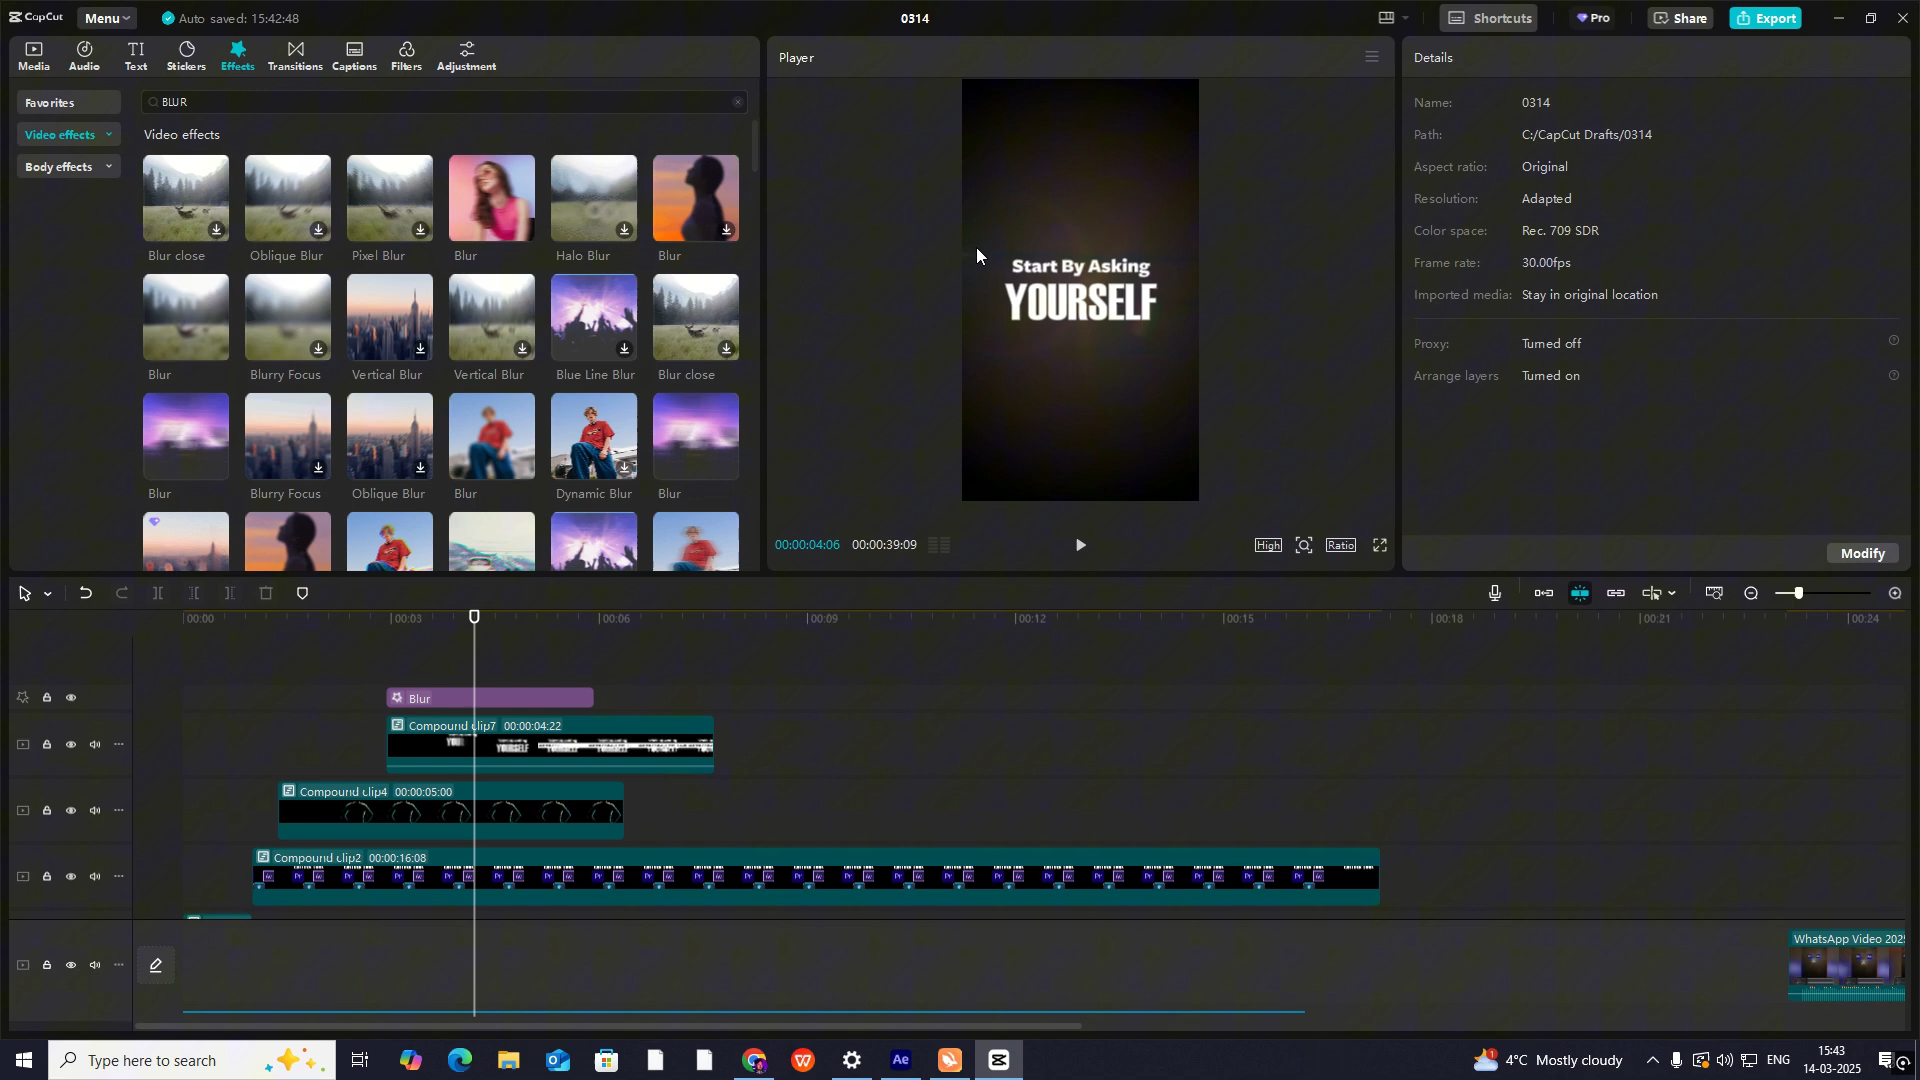 CapCut
Menu
Auto saved: 15:42:48
0314
Shortcuts
Pro
Share
Export
Media
Audio
Text
Stickers
Effects
Transitions
Captions
Filters
Adjustment
Favorites
Video effects
Body effects
BLUR
Video effects
Blur close
Oblique Blur
Pixel Blur
Blur
Halo Blur
Blur
Blur
Blurry Focus
Vertical Blur
Vertical Blur
Blue Line Blur
Blur close
Blur
Blurry Focus
Oblique Blur
Blur
Dynamic Blur
Blur
Player
Start By Asking
YOURSELF
00:00:04:06
00:00:39:09
High
Ratio
Details
Name: 0314
Path: C:/CapCut Drafts/0314
Aspect ratio: Original
Resolution: Adapted
Color space: Rec. 709 SDR
Frame rate: 30.00fps
Imported media: Stay in original location
Proxy: Turned off
Arrange layers Turned on
Modify
00:00
00:03
00:06
00:09
00:12
00:15
00:18
00:21
00:24
Blur
Compound clip7 00:00:04:22
Compound clip4 00:00:05:00
Compound clip2 00:00:16:08
WhatsApp Video 202
Type here to search
Ae
4°C Mostly cloudy
ENG
15:43
14-03-2025